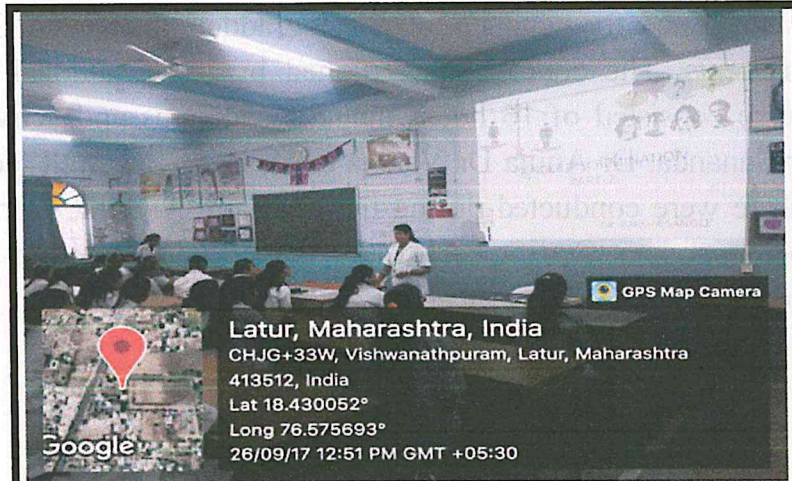 GPS Map Camera
Latur, Maharashtra, India
CHJG+33W, Vishwanathpuram, Latur, Maharashtra
413512, India
Lat 18.430052°
Long 76.575693°
26/09/17 12:51 PM GMT +05:30
Google